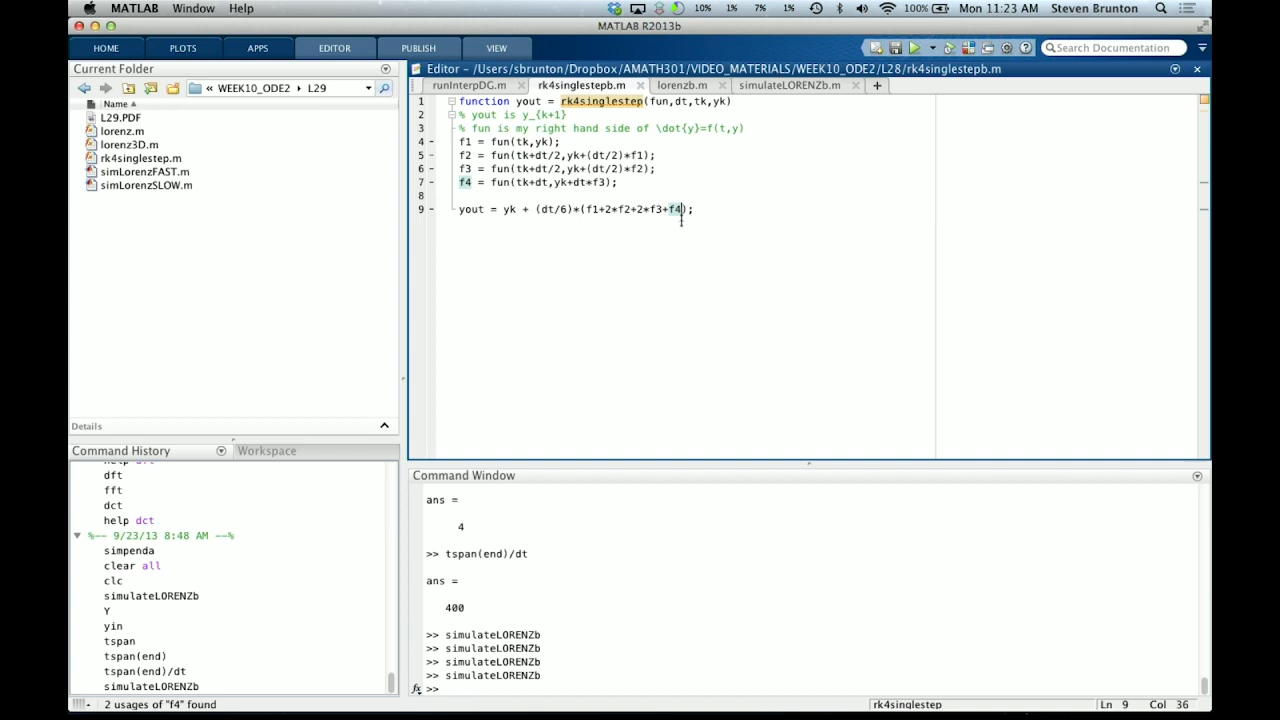 MATLAB Window Help 10% 1% 7% 1% 100% Mon 11:23 AM Steven Brunton
MATLAB R2013b
HOME PLOTS APPS EDITOR PUBLISH VIEW Search Documentation
Current Folder
WEEK10_ODE2 L29
Name
L29.PDF
lorenz.m
lorenz3D.m
rk4singlestep.m
simLorenzFAST.m
simLorenzSLOW.m
Details
Command History Workspace
help dft
dft
fft
dct
help dct
%-- 9/23/13 8:48 AM --%
simpenda
clear all
clc
simulateLORENZb
Y
yin
tspan
tspan(end)
tspan(end)/dt
simulateLORENZb
Editor - /Users/sbrunton/Dropbox/AMATH301/VIDEO_MATERIALS/WEEK10_ODE2/L28/rk4singlestepb.m
runInterpDG.m rk4singlestepb.m lorenzb.m simulateLORENZb.m
1 function yout = rk4singlestep(fun,dt,tk,yk)
2 % yout is y_{k+1}
3 % fun is my right hand side of \dot{y}=f(t,y)
4 - f1 = fun(tk,yk);
5 - f2 = fun(tk+dt/2,yk+(dt/2)*f1);
6 - f3 = fun(tk+dt/2,yk+(dt/2)*f2);
7 - f4 = fun(tk+dt,yk+dt*f3);
8
9 - yout = yk + (dt/6)*(f1+2*f2+2*f3+f4);
Command Window
ans =
4
>> tspan(end)/dt
ans =
400
>> simulateLORENZb
>> simulateLORENZb
>> simulateLORENZb
>> simulateLORENZb
fx >>
2 usages of "f4" found rk4singlestep Ln 9 Col 36